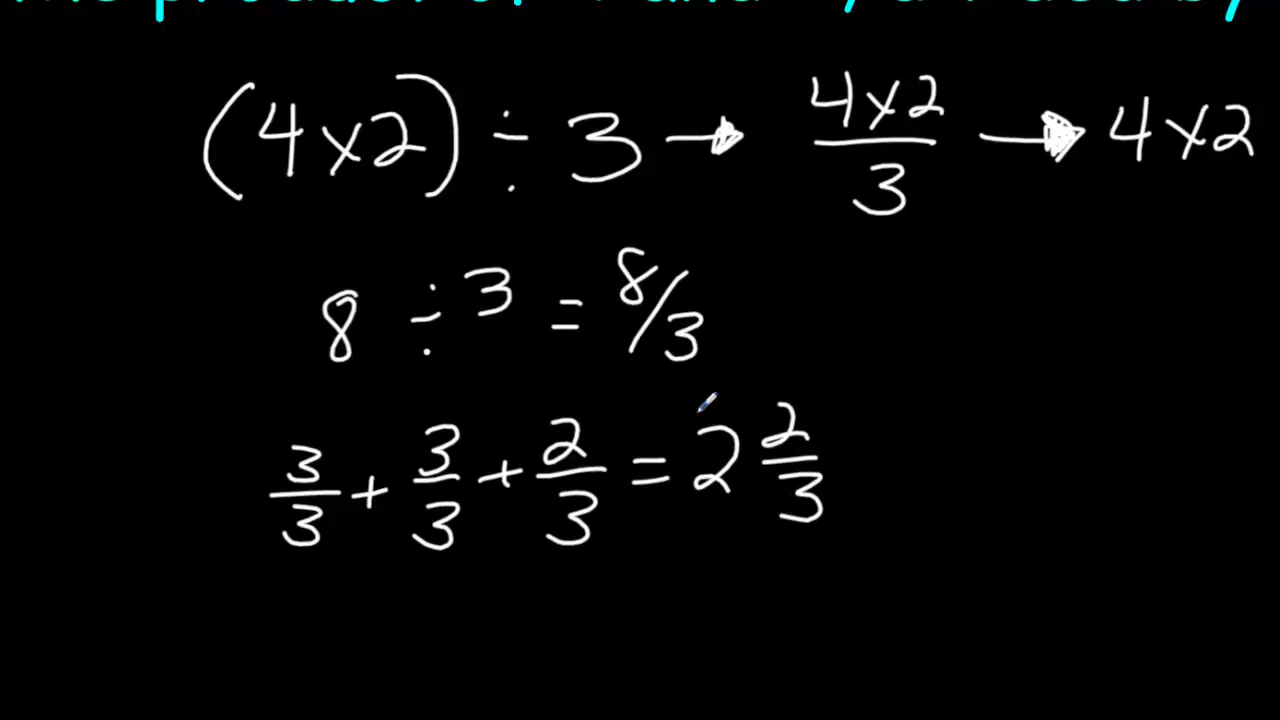 (4x2) ÷ 3 → 4x2/3 → 4x2
8 ÷ 3 = 8/3
3/3 + 3/3 + 2/3 = 2 2/3